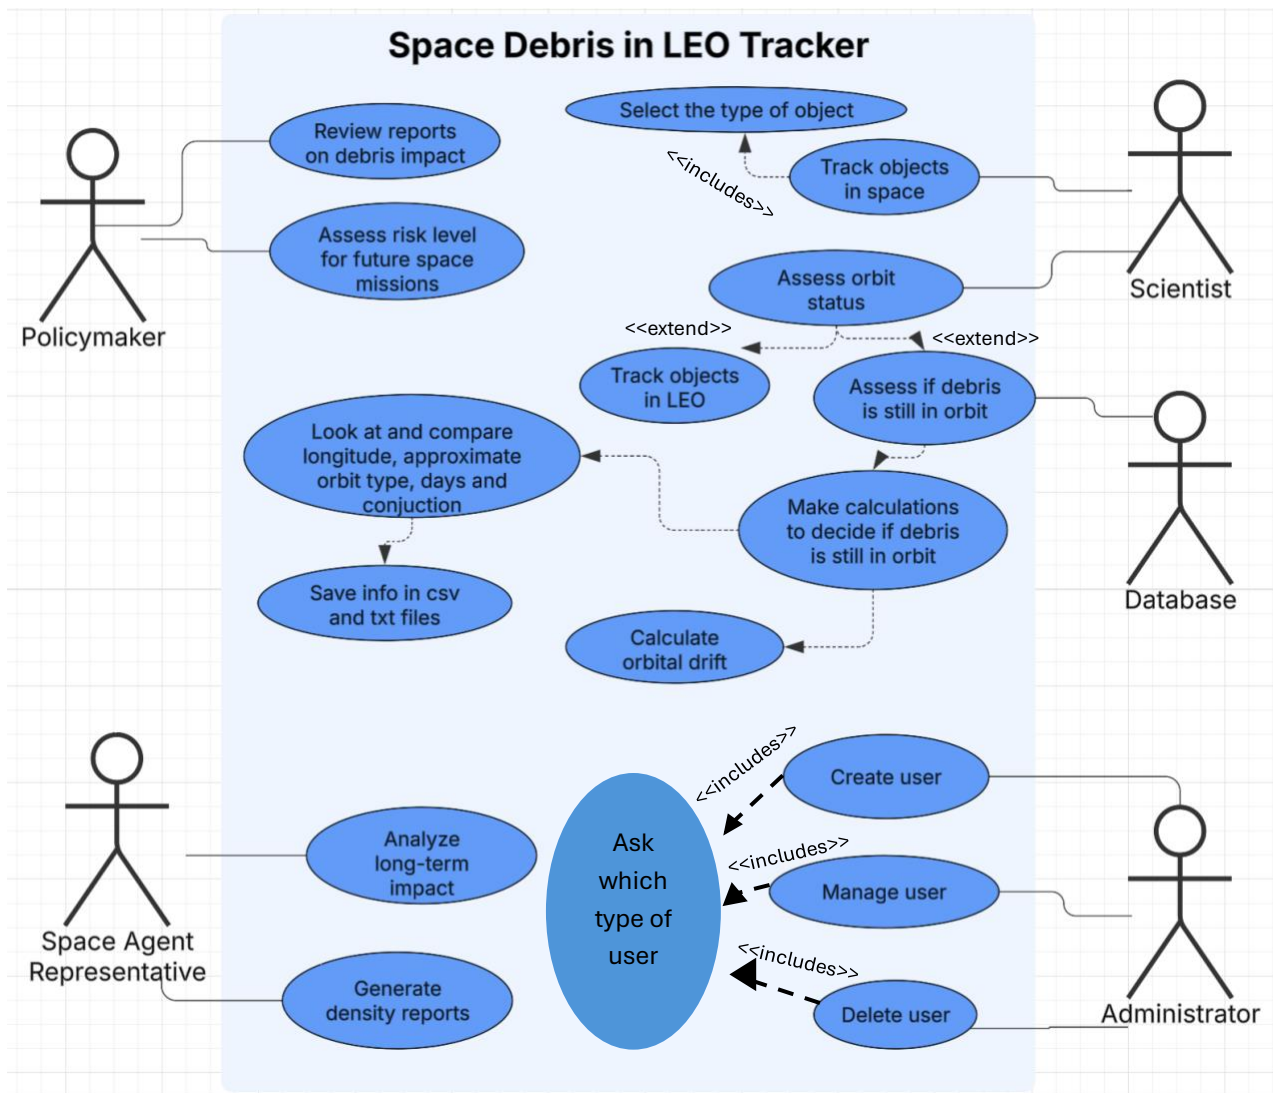 Space Debris in LEO Tracker
Review reports
on debris impact
Assess risk level
for future space
missions
Policymaker
Select the type of object
<<includes>>
Track objects
in space
Assess orbit
status
Scientist
<<extend>>
<<extend>>
Track objects
in LEO
Assess if debris
is still in orbit
Look at and compare
longitude, approximate
orbit type, days and
conjuction
Make calculations
to decide if debris
is still in orbit
Database
Save info in csv
and txt files
Calculate
orbital drift
<<includes>>
Create user
Ask
which
type of
user
<<includes>>
Manage user
<<includes>>
Delete user
Administrator
Analyze
long-term
impact
Space Agent
Representative
Generate
density reports